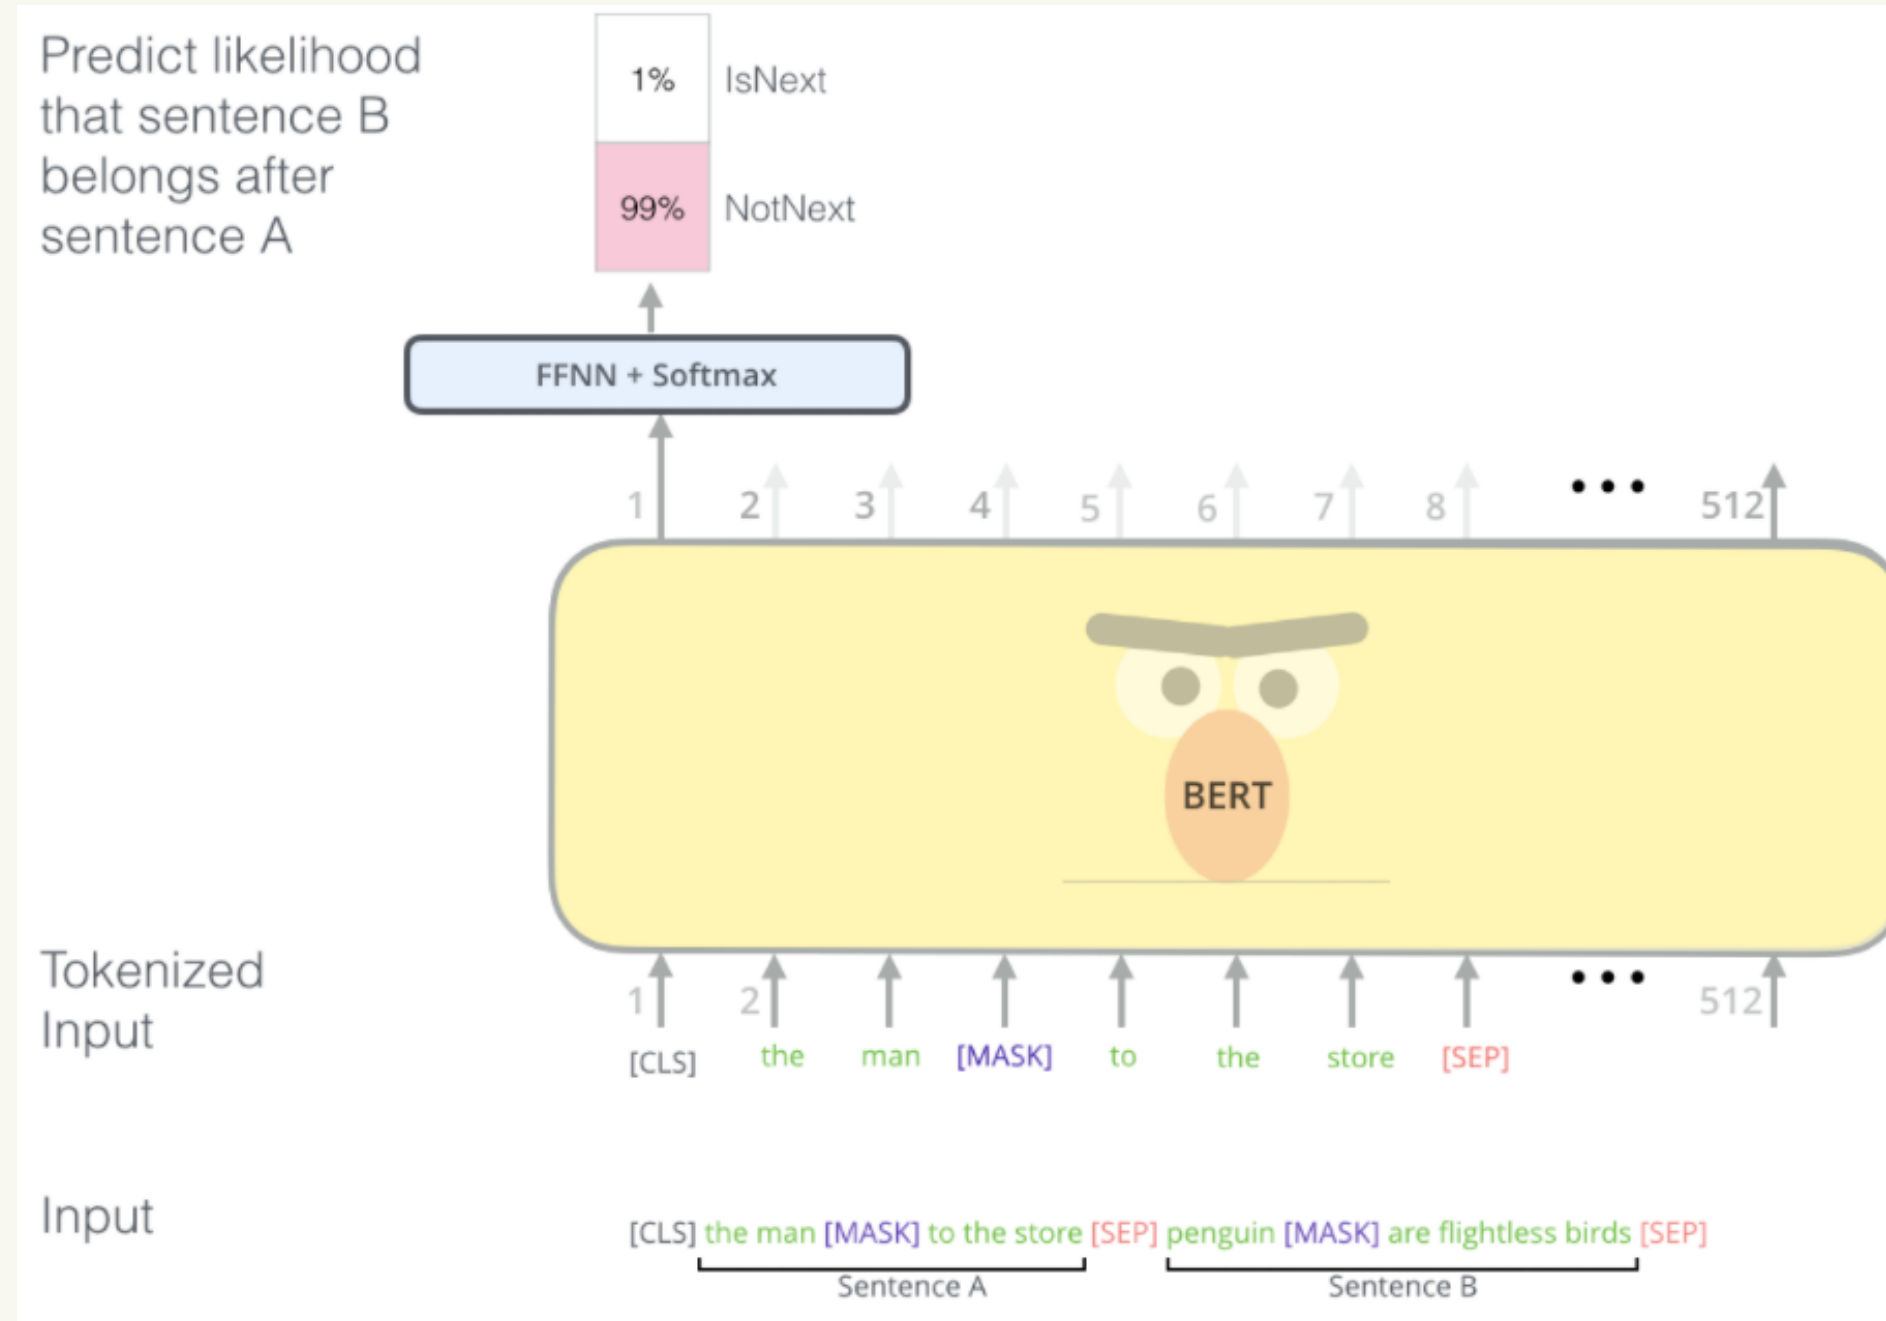 Predict likelihood
that sentence B
belongs after
sentence A
1% IsNext
99% NotNext
FFNN + Softmax
1 2 3 4 5 6 7 8 ••• 512
BERT
Tokenized
Input
1 2 ••• 512
[CLS] the man [MASK] to the store [SEP]
Input
[CLS] the man [MASK] to the store [SEP] penguin [MASK] are flightless birds [SEP]
Sentence A Sentence B